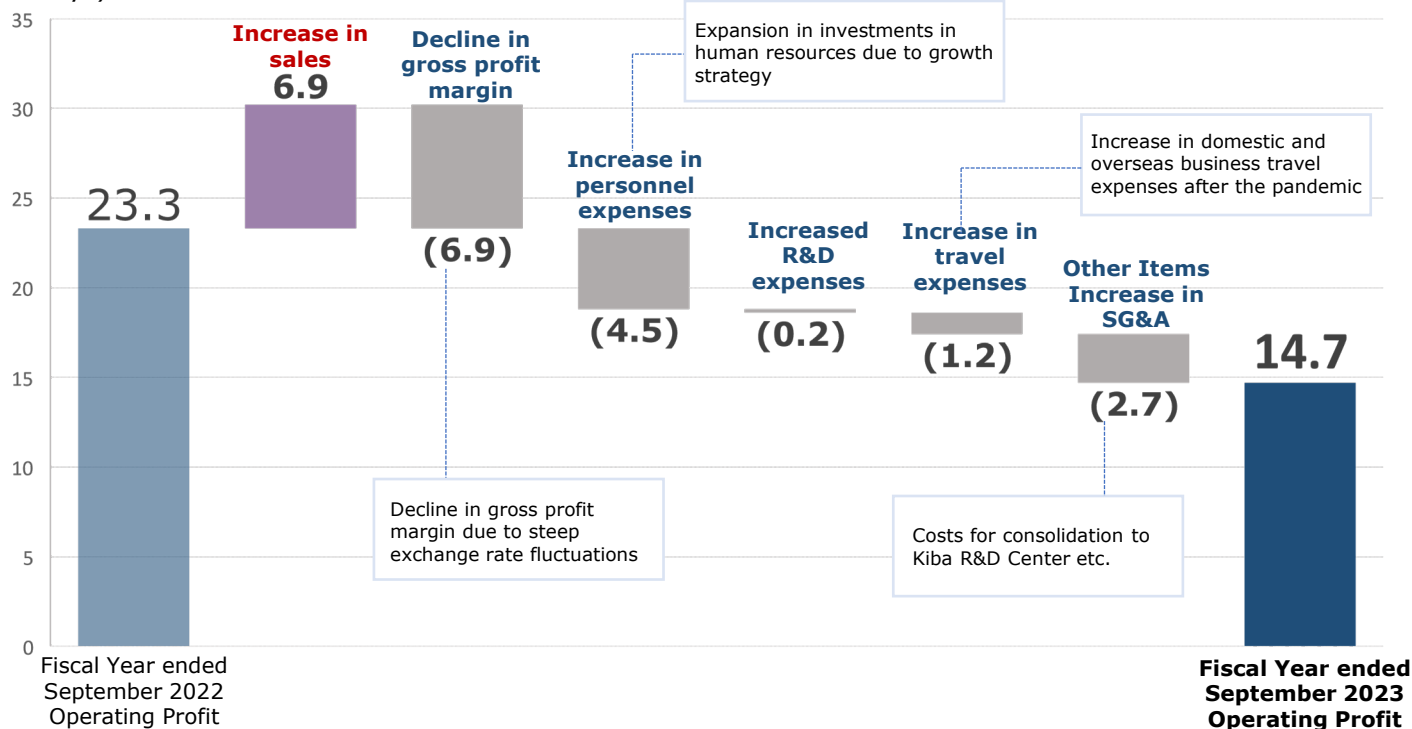 35
30
25
20
15
10
5
0
23.3
Increase in
sales
6.9
Decline in
gross profit
margin
(6.9)
Decline in gross profit
margin due to steep
exchange rate fluctuations
Increase in
personnel
expenses
(4.5)
Expansion in investments in
human resources due to growth
strategy
Increased
R&D
expenses
(0.2)
Increase in
travel
expenses
(1.2)
Increase in domestic and
overseas business travel
expenses after the pandemic
Other Items
Increase in
SG&A
(2.7)
Costs for consolidation to
Kiba R&D Center etc.
14.7
Fiscal Year ended
September 2022
Operating Profit
Fiscal Year ended
September 2023
Operating Profit